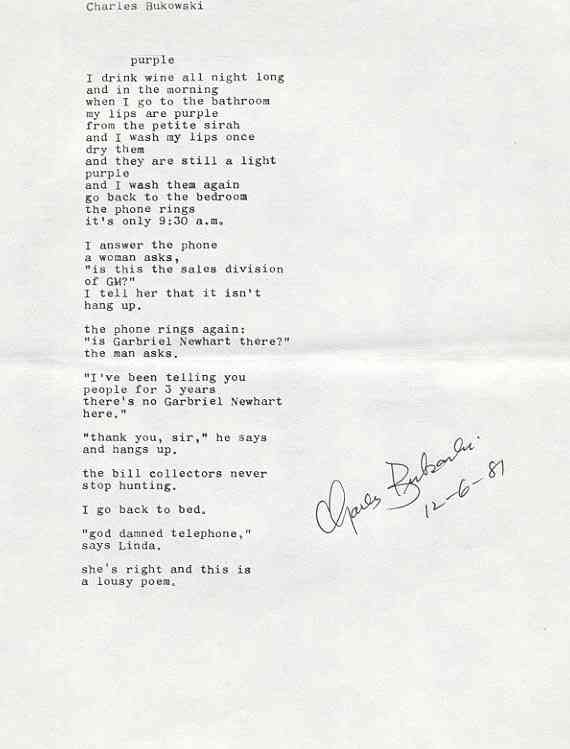 Charles Bukowski
purple
I drink wine all night long
and in the morning
when I go to the bathroom
my lips are purple
from the petite sirah
and I wash my lips once
dry them
and they are still a light
purple
and I wash them again
go back to the bedroom
the phone rings
it's only 9:30 a.m.
I answer the phone
a woman asks,
"is this the sales division
of GM?"
I tell her that it isn't
hang up.
the phone rings again:
"is Garbriel Newhart there?"
the man asks.
"I've been telling you
people for 3 years
there's no Garbriel Newhart
here."
"thank you, sir," he says
and hangs up.
the bill collectors never
stop hunting.
I go back to bed.
"god damned telephone,"
says Linda.
she's right and this is
a lousy poem.
Charles Bukowski
12-6-81